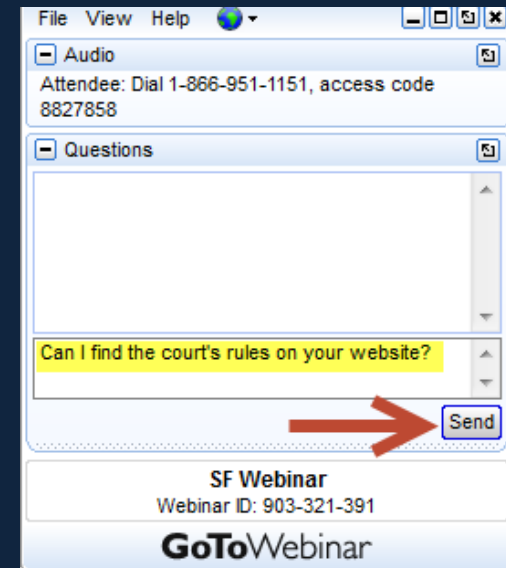 File View Help
Audio
Attendee: Dial 1-866-951-1151, access code
8827858
Questions
Can I find the court's rules on your website?
Send
SF Webinar
Webinar ID: 903-321-391
GoToWebinar